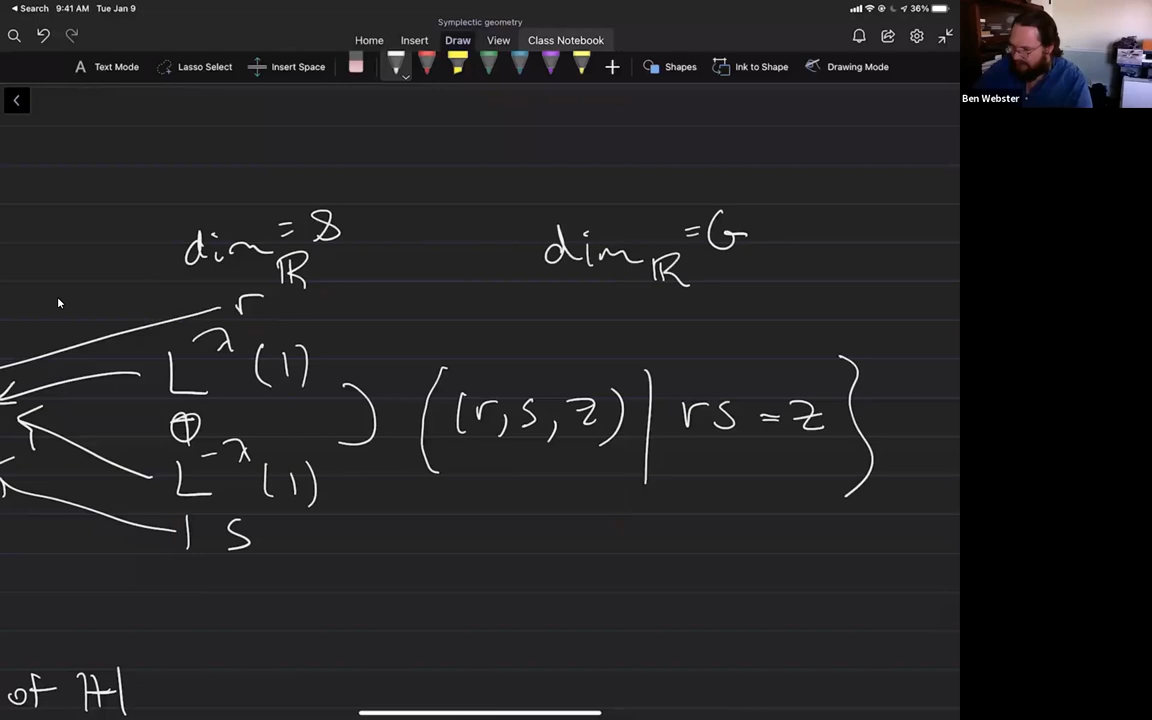 Search 9:41 AM Tue Jan 9
36%
Symplectic geometry
Home Insert Draw View Class Notebook
Text Mode Lasso Select Insert Space Shapes Ink to Shape Drawing Mode
Ben Webster
dim_ℝ = 8 dim_ℝ = 6
r
L^λ (1)
⊕
L^{-λ} (1)
s
{(r, s, z) | rs = z}
of ℍ